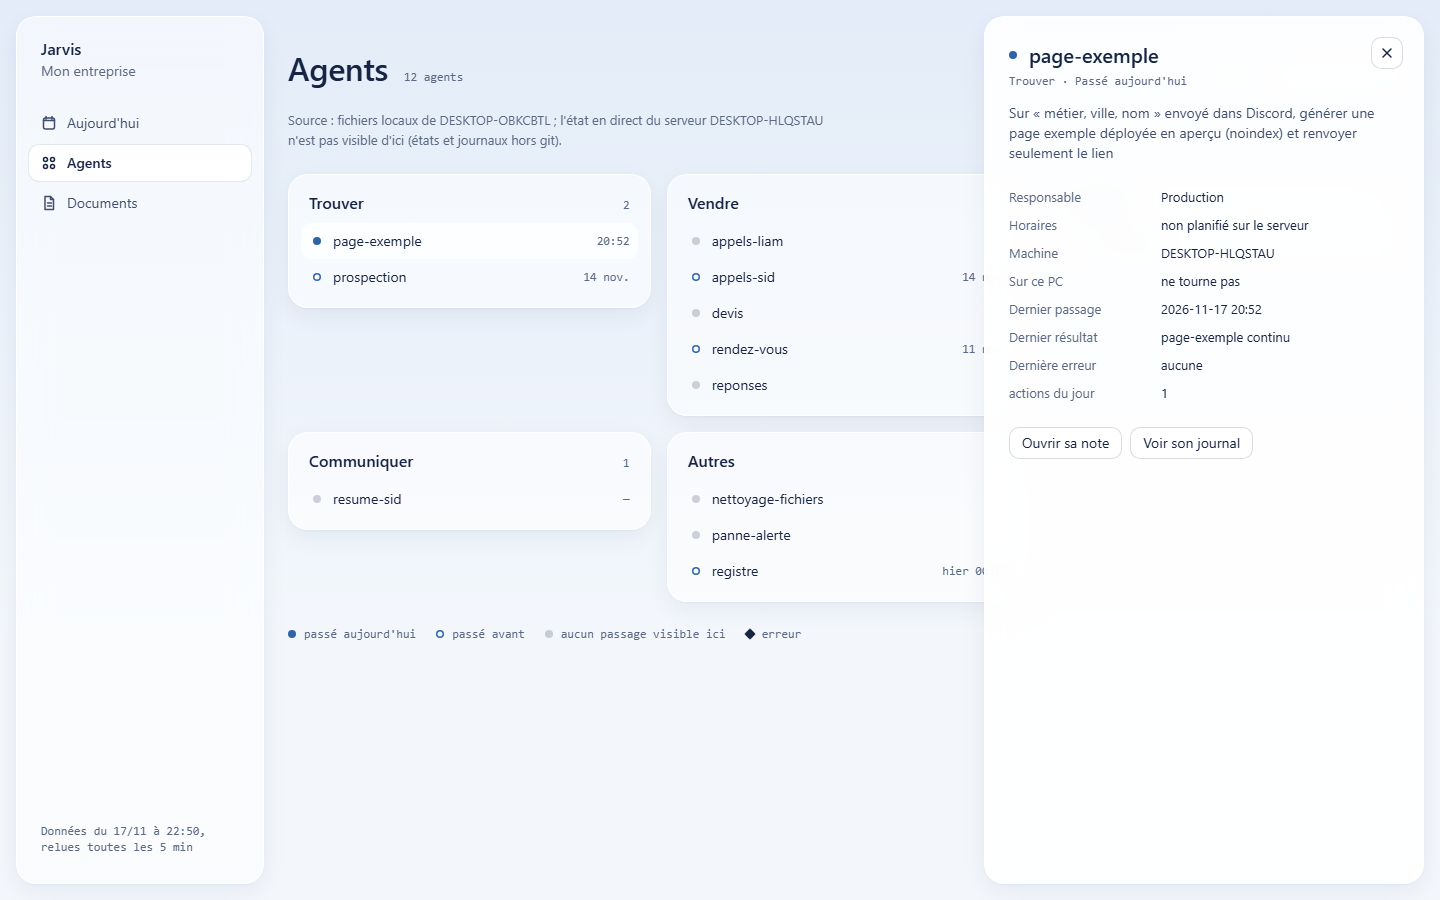 Jarvis
Mon entreprise
Aujourd'hui
Agents
Documents
Données du 17/11 à 22:50,
relues toutes les 5 min
Agents 12 agents
Source : fichiers locaux de DESKTOP-OBKCBTL ; l'état en direct du serveur DESKTOP-HLQSTAU
n'est pas visible d'ici (états et journaux hors git).
Trouver 2
page-exemple 20:52
prospection 14 nov.
Vendre
appels-liam
appels-sid 14
devis
rendez-vous 11
reponses
Communiquer 1
resume-sid —
Autres
nettoyage-fichiers
panne-alerte
registre hier
passé aujourd'hui passé avant aucun passage visible ici erreur
page-exemple
Trouver · Passé aujourd'hui
Sur « métier, ville, nom » envoyé dans Discord, générer une
page exemple déployée en aperçu (noindex) et renvoyer
seulement le lien
Responsable Production
Horaires non planifié sur le serveur
Machine DESKTOP-HLQSTAU
Sur ce PC ne tourne pas
Dernier passage 2026-11-17 20:52
Dernier résultat page-exemple continu
Dernière erreur aucune
actions du jour 1
Ouvrir sa note Voir son journal